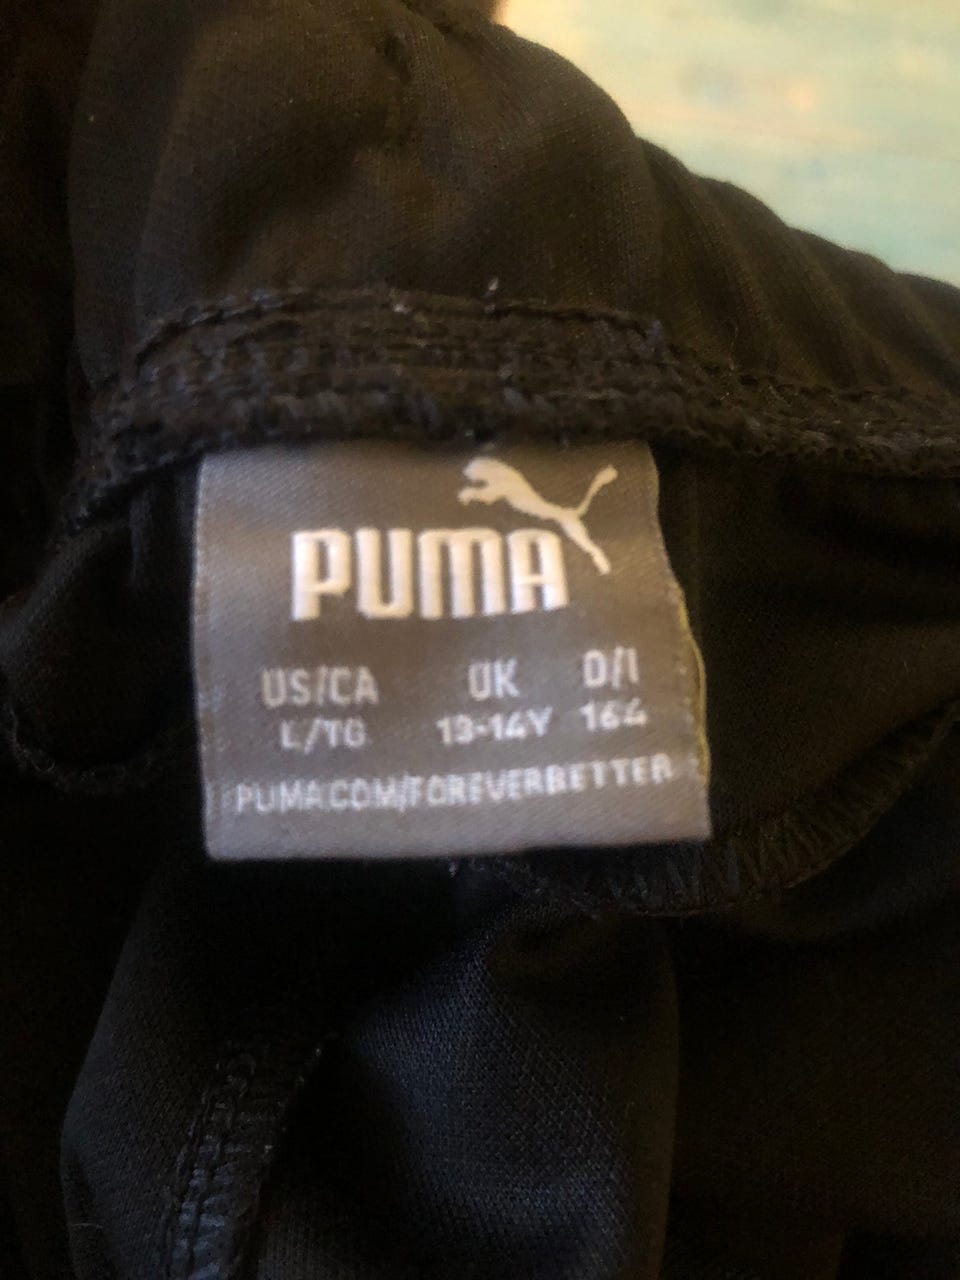 PUMA
US/CA UK D/I
L/TG 13-14Y 164
PUMA.COM/FOREVERBETTER